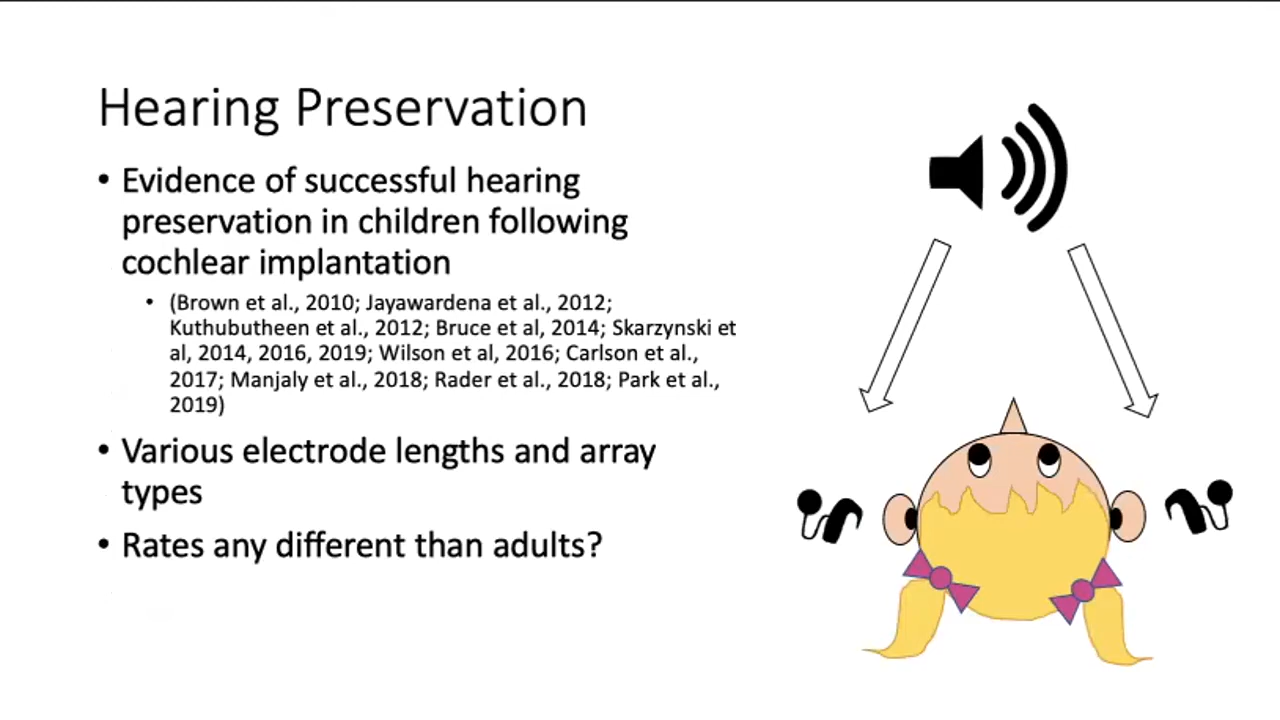 Hearing Preservation
• Evidence of successful hearing
preservation in children following
cochlear implantation
• (Brown et al., 2010; Jayawardena et al., 2012;
Kuthubutheen et al., 2012; Bruce et al, 2014; Skarzynski et
al, 2014, 2016, 2019; Wilson et al, 2016; Carlson et al.,
2017; Manjaly et al., 2018; Rader et al., 2018; Park et al.,
2019)
• Various electrode lengths and array
types
• Rates any different than adults?